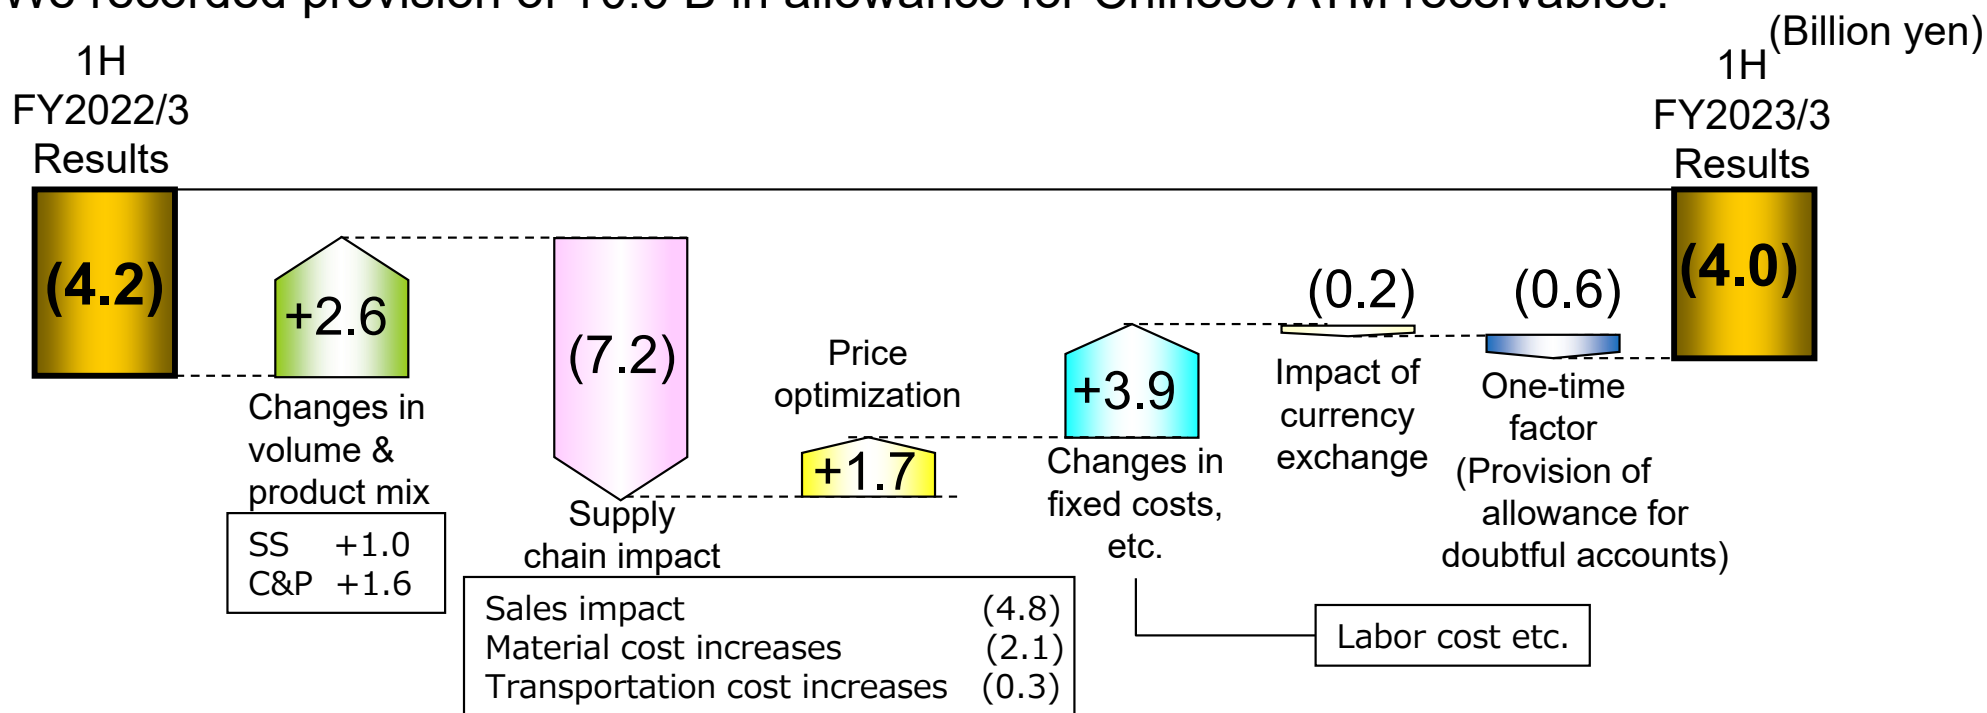 (Billion yen)
1H
FY2022/3
Results
1H
FY2023/3
Results
(4.2)
+2.6
(7.2)
+1.7
+3.9
(0.2)
(0.6)
(4.0)
Changes in
volume &
product mix
SS +1.0
C&P +1.6
Supply
chain impact
Sales impact (4.8)
Material cost increases (2.1)
Transportation cost increases (0.3)
Price
optimization
Changes in
fixed costs,
etc.
Labor cost etc.
Impact of
currency
exchange
One-time
factor
(Provision of
allowance for
doubtful accounts)